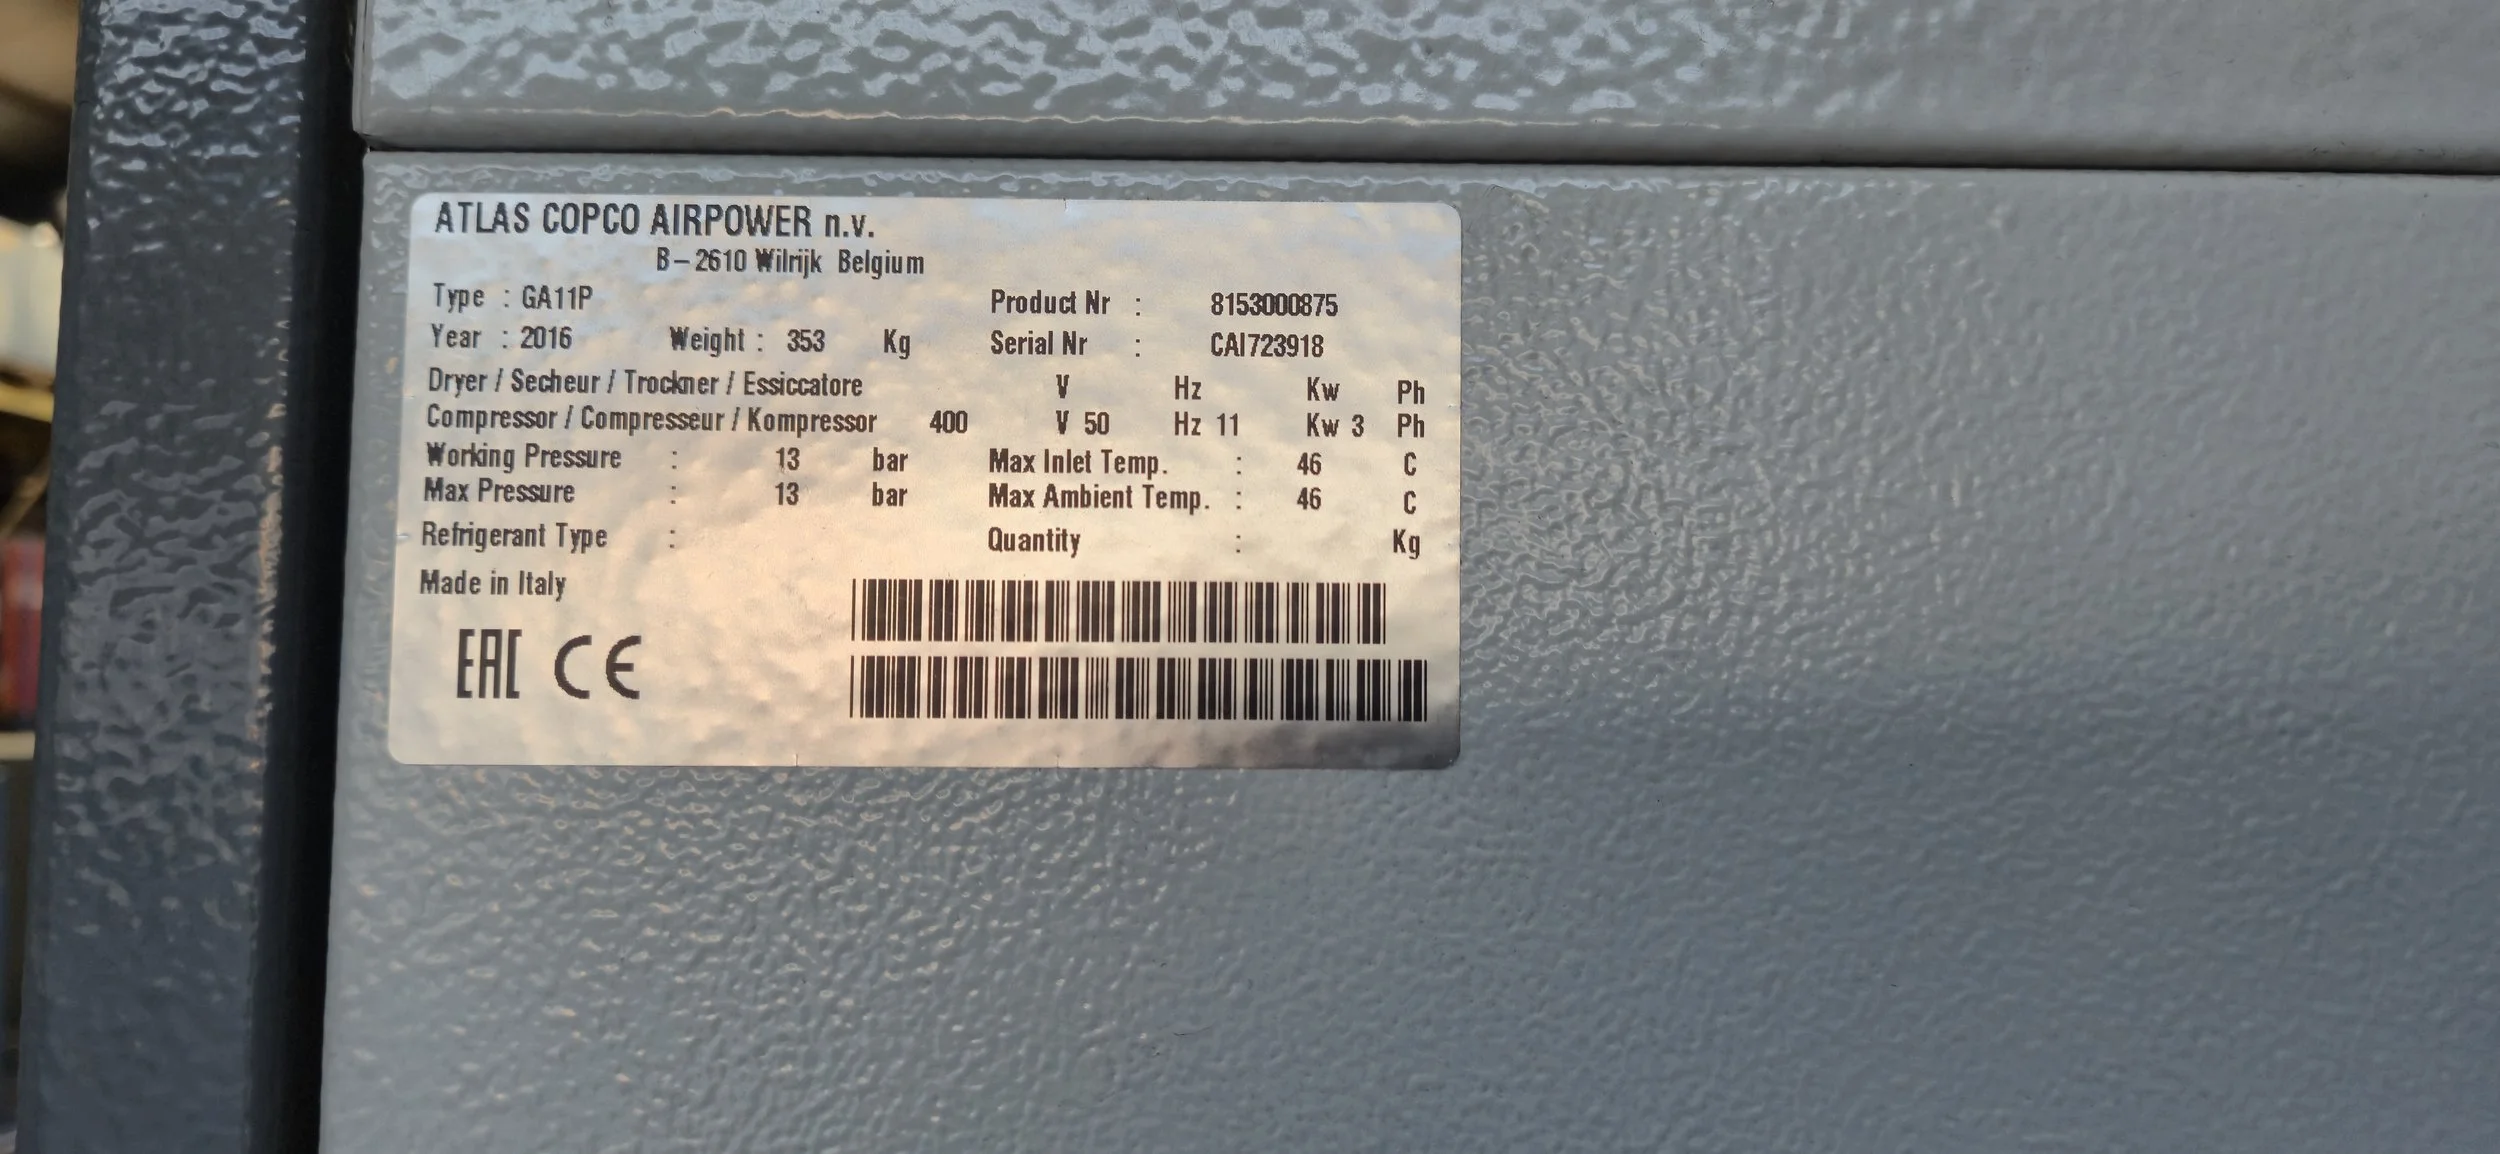 ATLAS COPCO AIRPOWER n.v.
B-2610 Wilrijk Belgium
Type : GA11P Product Nr : 8153000875
Year : 2016 Weight : 353 Kg Serial Nr : CAI723918
Dryer / Secheur / Trockner / Essiccatore V Hz Kw Ph
Compressor / Compresseur / Kompressor 400 V 50 Hz 11 Kw 3 Ph
Working Pressure : 13 bar Max Inlet Temp. : 46 C
Max Pressure : 13 bar Max Ambient Temp. : 46 C
Refrigerant Type : Quantity : Kg
Made in Italy
EAC CE